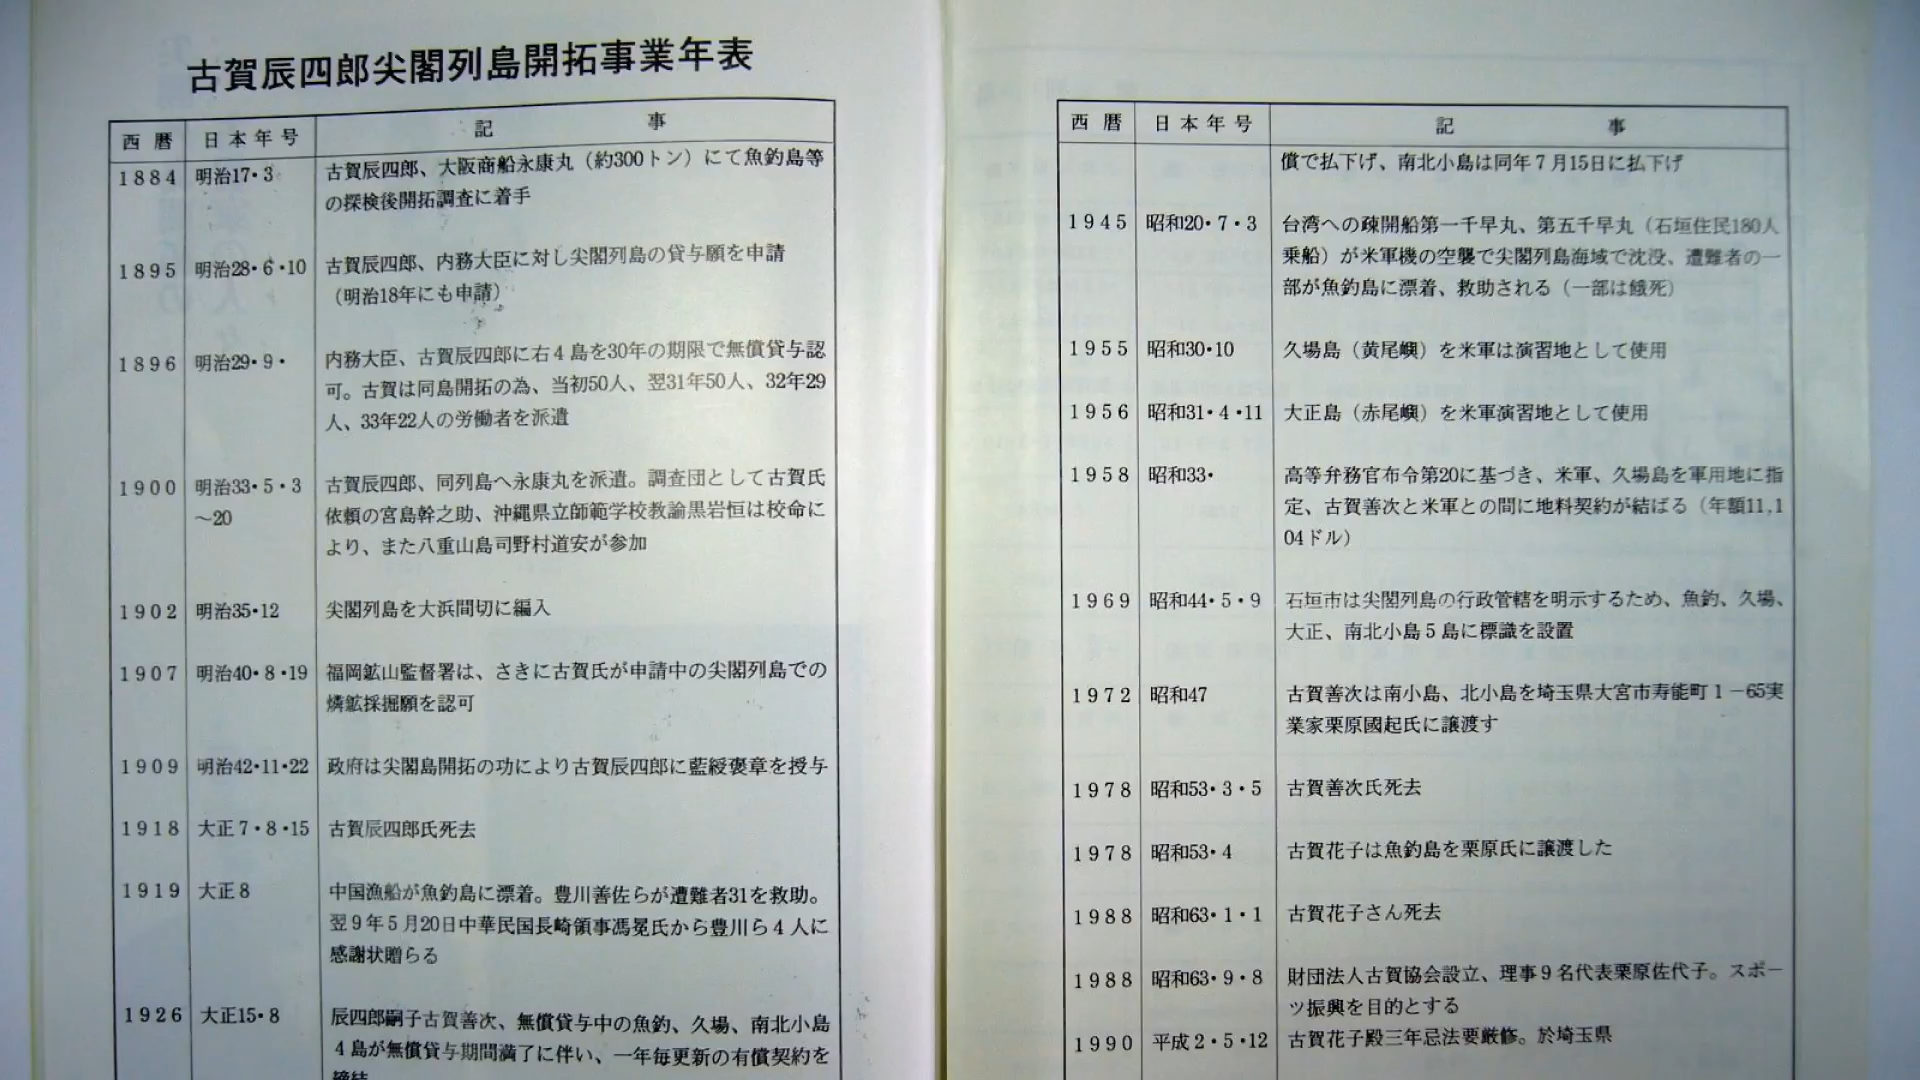 古賀辰四郎尖閣列島開拓事業年表
西暦 日本年号 記事
1884 明治17・3 古賀辰四郎、大阪商船永康丸（約300トン）にて魚釣島等
の探検後開拓調査に着手
1895 明治28・6・10 古賀辰四郎、内務大臣に対し尖閣列島の貸与願を申請
（明治18年にも申請）
1896 明治29・9・ 内務大臣、古賀辰四郎に右4島を30年の期限で無償貸与認
可。古賀は同島開拓の為、当初50人、翌31年50人、32年29
人、33年22人の労働者を派遣
1900 明治33・5・3 古賀辰四郎、同列島へ永康丸を派遣。調査団として古賀氏
～20 依頼の宮島幹之助、沖縄県立師範学校教諭黒岩恒は校命に
より、また八重山島司野村道安が参加
1902 明治35・12 尖閣列島を大浜間切に編入
1907 明治40・8・19 福岡鉱山監督署は、さきに古賀氏が申請中の尖閣列島での
燐鉱採掘願を認可
1909 明治42・11・22 政府は尖閣島開拓の功により古賀辰四郎に藍綬褒章を授与
1918 大正7・8・15 古賀辰四郎氏死去
1919 大正8 中国漁船が魚釣島に漂着。豊川善佐らが遭難者31を救助。
翌9年5月20日中華民国長崎領事馮冕氏から豊川ら4人に
感謝状贈らる
1926 大正15・8 辰四郎嗣子古賀善次、無償貸与中の魚釣、久場、南北小島
4島が無償貸与期間満了に伴い、一年毎更新の有償契約を
西暦 日本年号 記事
償で払下げ、南北小島は同年7月15日に払下げ
1945 昭和20・7・3 台湾への疎開船第一千早丸、第五千早丸（石垣住民180人
乗船）が米軍機の空襲で尖閣列島海域で沈没、遭難者の一
部が魚釣島に漂着、救助される（一部は餓死）
1955 昭和30・10 久場島（黄尾嶼）を米軍は演習地として使用
1956 昭和31・4・11 大正島（赤尾嶼）を米軍演習地として使用
1958 昭和33・ 高等弁務官布令第20に基づき、米軍、久場島を軍用地に指
定、古賀善次と米軍との間に地料契約が結ばる（年額11,1
04ドル）
1969 昭和44・5・9 石垣市は尖閣列島の行政管轄を明示するため、魚釣、久場、
大正、南北小島5島に標識を設置
1972 昭和47 古賀善次は南小島、北小島を埼玉県大宮市寿能町1－65実
業家栗原國起氏に譲渡す
1978 昭和53・3・5 古賀善次氏死去
1978 昭和53・4 古賀花子は魚釣島を栗原氏に譲渡した
1988 昭和63・1・1 古賀花子さん死去
1988 昭和63・9・8 財団法人古賀協会設立、理事9名代表栗原佐代子。スポー
ツ振興を目的とする
1990 平成2・5・12 古賀花子殿三年忌法要厳修。於埼玉県